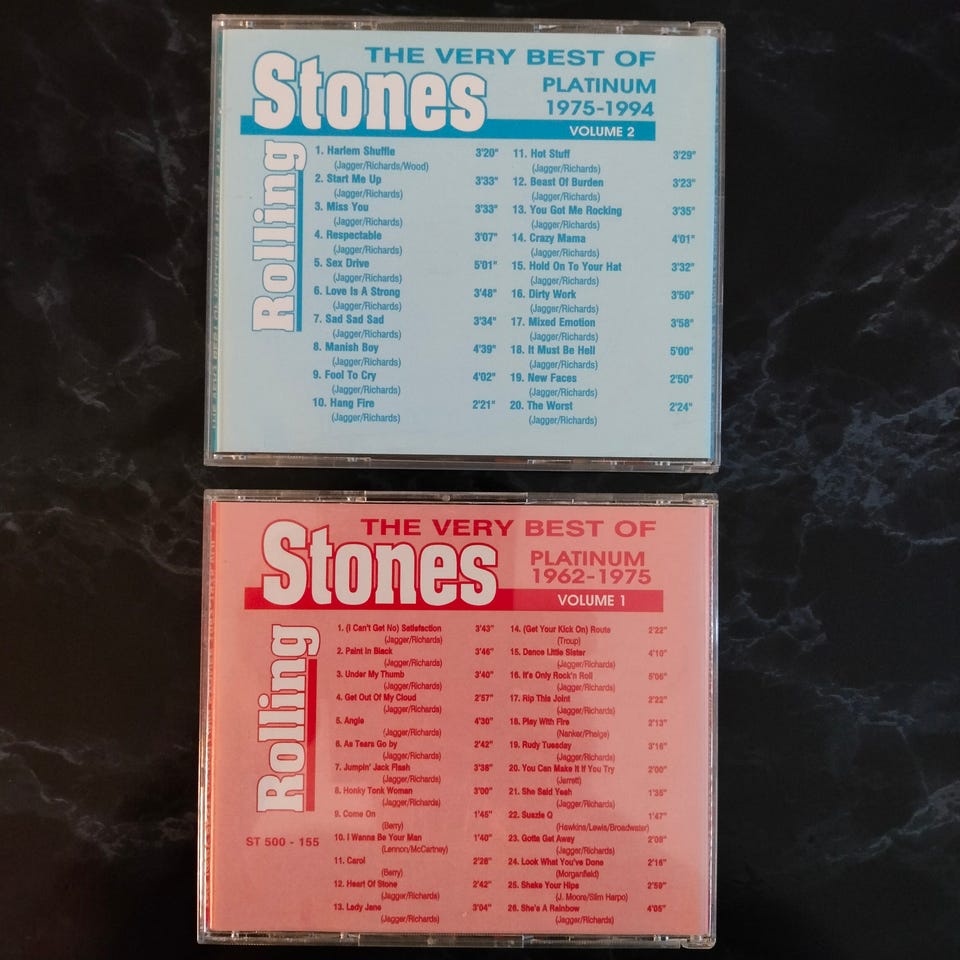 THE VERY BEST OF
Rolling Stones
PLATINUM
1975-1994
VOLUME 2
1. Harlem Shuffle 3'20"
(Jagger/Richards/Wood)
2. Start Me Up 3'33"
(Jagger/Richards)
3. Miss You 3'33"
(Jagger/Richards)
4. Respectable 3'07"
(Jagger/Richards)
5. Sex Drive 5'01"
(Jagger/Richards)
6. Love Is A Strong 3'48"
(Jagger/Richards)
7. Sad Sad Sad 3'34"
(Jagger/Richards)
8. Manish Boy 4'39"
(Jagger/Richards)
9. Fool To Cry 4'02"
(Jagger/Richards)
10. Hang Fire 2'21"
(Jagger/Richards)
11. Hot Stuff 3'29"
(Jagger/Richards)
12. Beast Of Burden 3'23"
(Jagger/Richards)
13. You Got Me Rocking 3'35"
(Jagger/Richards)
14. Crazy Mama 4'01"
(Jagger/Richards)
15. Hold On To Your Hat 3'32"
(Jagger/Richards)
16. Dirty Work 3'50"
(Jagger/Richards)
17. Mixed Emotion 3'58"
(Jagger/Richards)
18. It Must Be Hell 5'00"
(Jagger/Richards)
19. New Faces 2'50"
(Jagger/Richards)
20. The Worst 2'24"
(Jagger/Richards)
THE VERY BEST OF
Rolling Stones
PLATINUM
1962-1975
VOLUME 1
1. (I Can't Get No) Satisfaction 3'43"
(Jagger/Richards)
2. Paint In Black 3'46"
(Jagger/Richards)
3. Under My Thumb 3'40"
(Jagger/Richards)
4. Get Out Of My Cloud 2'57"
(Jagger/Richards)
5. Angie 4'30"
(Jagger/Richards)
6. As Tears Go by 2'42"
(Jagger/Richards)
7. Jumpin' Jack Flash 3'38"
(Jagger/Richards)
8. Honky Tonk Woman 3'00"
(Jagger/Richards)
9. Come On 1'45"
(Berry)
10. I Wanna Be Your Man 1'40"
(Lennon/McCartney)
11. Carol 2'28"
(Berry)
12. Heart Of Stone 2'42"
(Jagger/Richards)
13. Lady Jane 3'04"
(Jagger/Richards)
14. (Get Your Kick On) Route 2'22"
(Troup)
15. Dance Little Sister 4'10"
(Jagger/Richards)
16. It's Only Rock'n Roll 5'06"
(Jagger/Richards)
17. Rip This Joint 2'22"
(Jagger/Richards)
18. Play With Fire 2'13"
(Nanker/Phelge)
19. Rudy Tuesday 3'16"
(Jagger/Richards)
20. You Can Make It If You Try 2'00"
(Jarrett)
21. She Said Yeah 1'35"
(Jagger/Richards)
22. Suazie Q 1'47"
(Hawkins/Lewis/Broadwater)
23. Gotta Get Away 2'08"
(Jagger/Richards)
24. Look What You've Done 2'16"
(Morganfield)
25. Shake Your Hips 2'59"
(J. Moore/Slim Harpo)
26. She's A Rainbow 4'05"
(Jagger/Richards)
ST 500 - 155